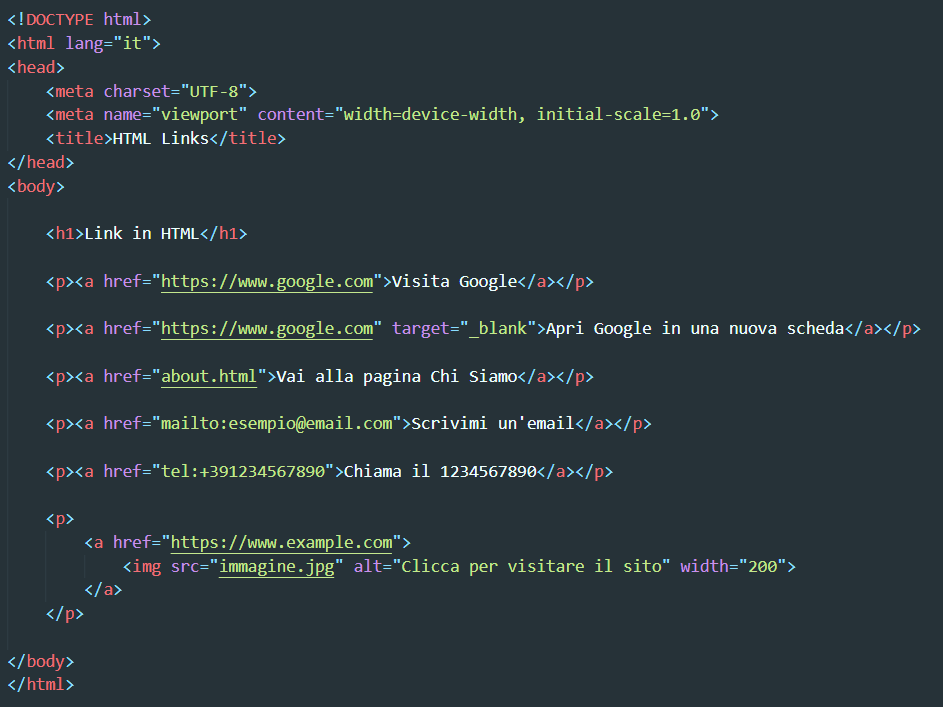 <!DOCTYPE html>
<html lang="it">
<head>
    <meta charset="UTF-8">
    <meta name="viewport" content="width=device-width, initial-scale=1.0">
    <title>HTML Links</title>
</head>
<body>

    <h1>Link in HTML</h1>

    <p><a href="https://www.google.com">Visita Google</a></p>

    <p><a href="https://www.google.com" target="_blank">Apri Google in una nuova scheda</a></p>

    <p><a href="about.html">Vai alla pagina Chi Siamo</a></p>

    <p><a href="mailto:esempio@email.com">Scrivimi un'email</a></p>

    <p><a href="tel:+391234567890">Chiama il 1234567890</a></p>

    <p>
        <a href="https://www.example.com">
            <img src="immagine.jpg" alt="Clicca per visitare il sito" width="200">
        </a>
    </p>

</body>
</html>